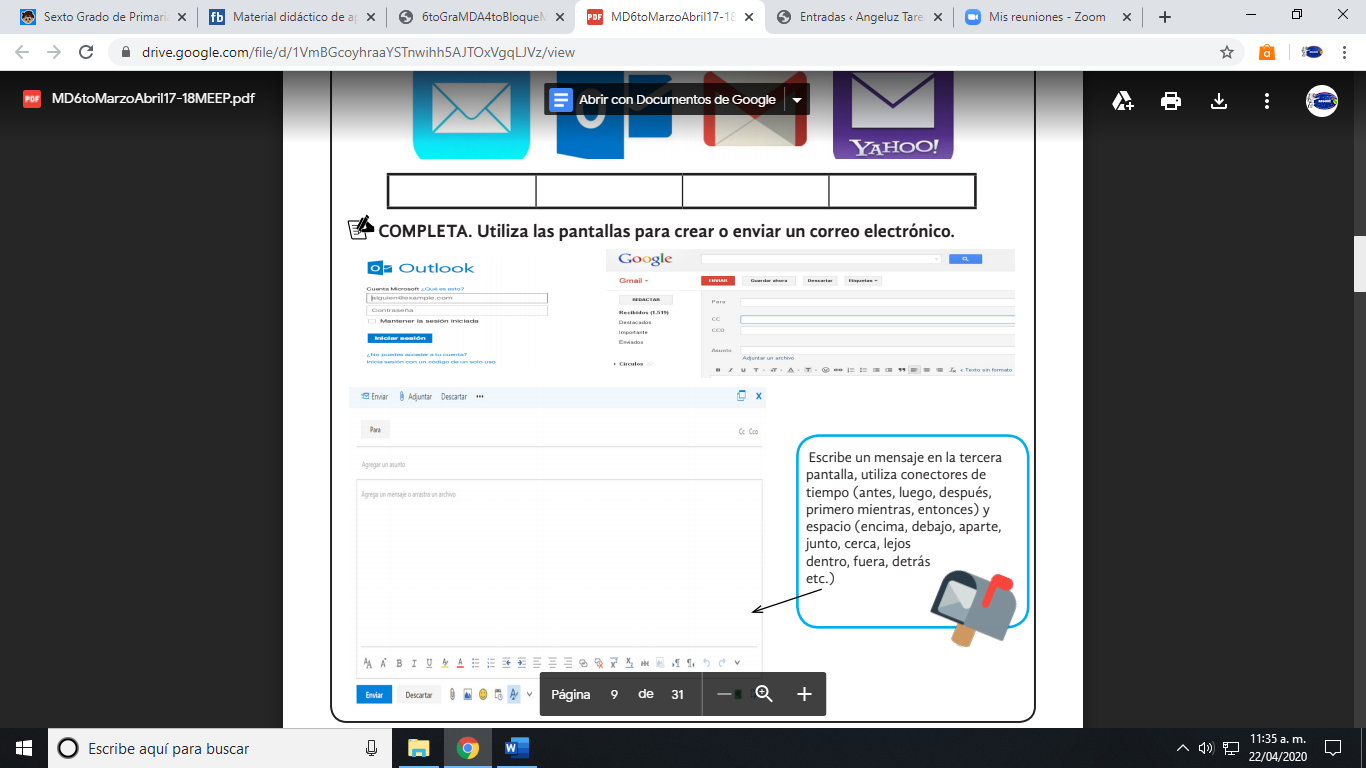 Sexto Grado de Primari
Material didáctico de ap
6toGraMDA4toBloqueM
MD6toMarzoAbril17-18
Entradas ‹ Angeluz Tare
Mis reuniones - Zoom
drive.google.com/file/d/1VmBGcoyhraaYSTnwihh5AJTOxVgqLJVz/view
PDF MD6toMarzoAbril17-18MEEP.pdf
Abrir con Documentos de Google
YAHOO!
COMPLETA. Utiliza las pantallas para crear o enviar un correo electrónico.
Outlook
Cuenta Microsoft ¿Qué es esto?
alguien@example.com
Contraseña
Mantener la sesión iniciada
Iniciar sesión
¿No puedes acceder a tu cuenta?
Inicia sesión con un código de un solo uso
Google
Gmail
ENVIAR Guardar ahora Descartar Etiquetas
REDACTAR
Recibidos (1.519)
Destacados
Importante
Enviados
Círculos
Para
CC
CCO
Asunto
Adjuntar un archivo
« Texto sin formato
Enviar Adjuntar Descartar
Para
Cc Cco
Agregar un asunto
Agrega un mensaje o arrastre un archivo
Enviar Descartar
Escribe un mensaje en la tercera
pantalla, utiliza conectores de
tiempo (antes, luego, después,
primero mientras, entonces) y
espacio (encima, debajo, aparte,
junto, cerca, lejos
dentro, fuera, detrás
etc.)
Página 9 de 31
Escribe aquí para buscar
11:35 a. m.
22/04/2020